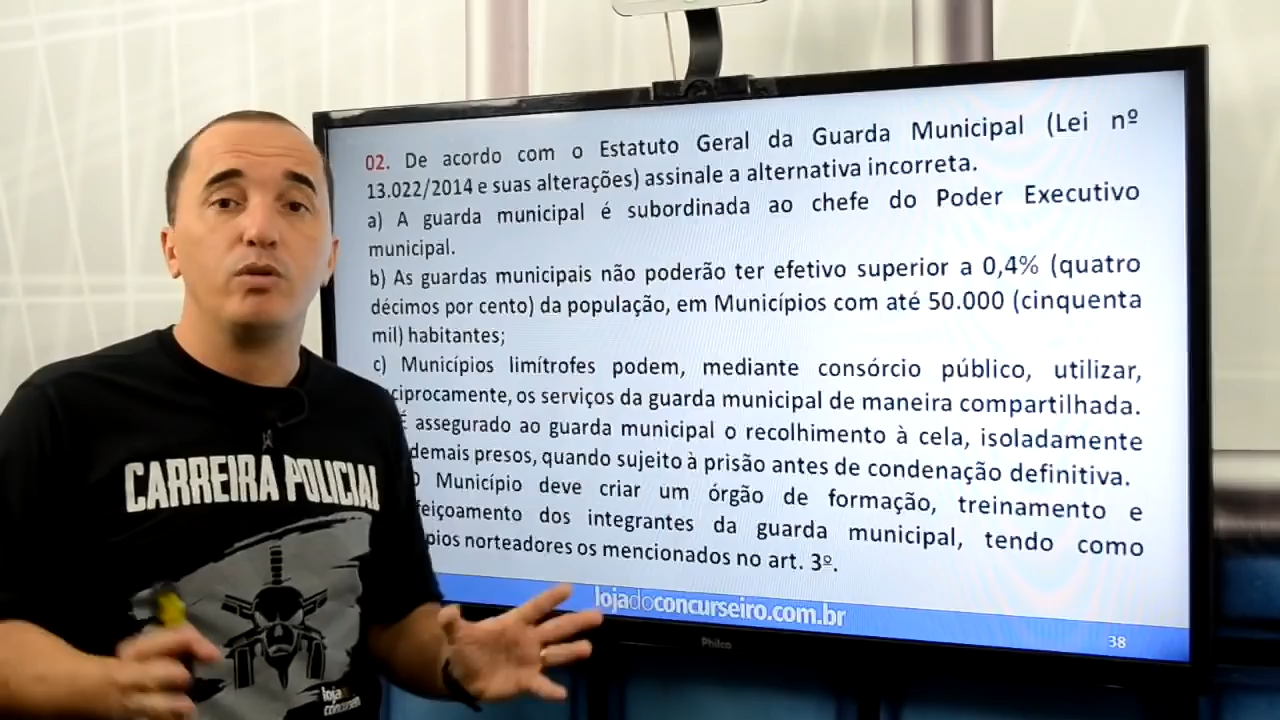 02. De acordo com o Estatuto Geral da Guarda Municipal (Lei nº
13.022/2014 e suas alterações) assinale a alternativa incorreta.
a) A guarda municipal é subordinada ao chefe do Poder Executivo
municipal.
b) As guardas municipais não poderão ter efetivo superior a 0,4% (quatro
décimos por cento) da população, em Municípios com até 50.000 (cinquenta
mil) habitantes;
c) Municípios limítrofes podem, mediante consórcio público, utilizar,
ciprocamente, os serviços da guarda municipal de maneira compartilhada.
É assegurado ao guarda municipal o recolhimento à cela, isoladamente
demais presos, quando sujeito à prisão antes de condenação definitiva.
Município deve criar um órgão de formação, treinamento e
feiçoamento dos integrantes da guarda municipal, tendo como
pios norteadores os mencionados no art. 3º.
lojadoconcurseiro.com.br
38
Philco
CARREIRA POLICIAL
loja
concurseiro